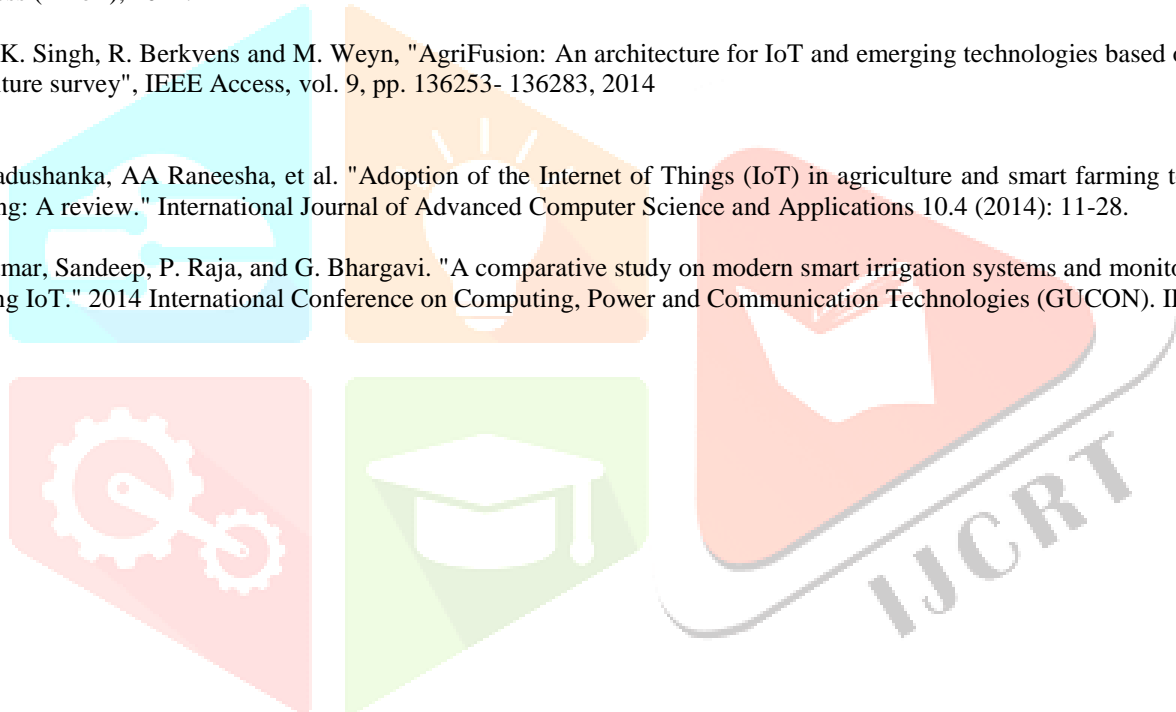 K. Singh, R. Berkvens and M. Weyn, "AgriFusion: An architecture for IoT and emerging technologies based
ture survey", IEEE Access, vol. 9, pp. 136253- 136283, 2014
adushanka, AA Raneesha, et al. "Adoption of the Internet of Things (IoT) in agriculture and smart farming t
ng: A review." International Journal of Advanced Computer Science and Applications 10.4 (2014): 11-28.
mar, Sandeep, P. Raja, and G. Bhargavi. "A comparative study on modern smart irrigation systems and monito
ng IoT." 2014 International Conference on Computing, Power and Communication Technologies (GUCON).
IJCRT